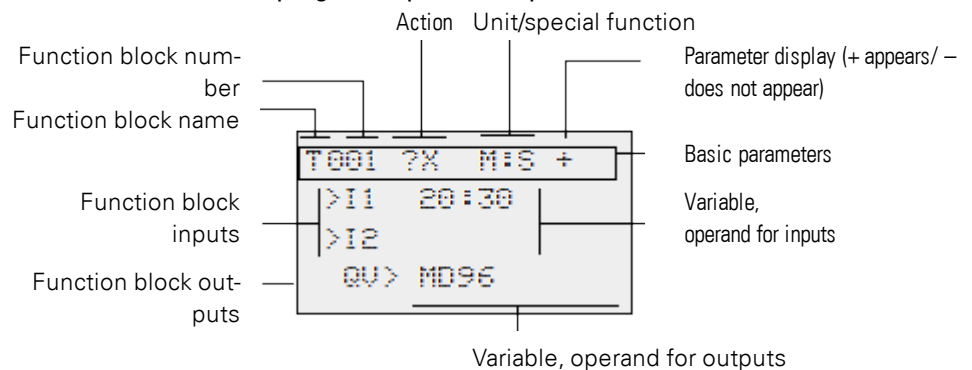 Action Unit/special function
Function block num-
ber
Function block name
Parameter display (+ appears/ –
does not appear)
T001 ?X M:S +
Basic parameters
>I1 20:30
>I2
Function block
inputs
Variable,
operand for inputs
QV> MD96
Function block out-
puts
Variable, operand for outputs